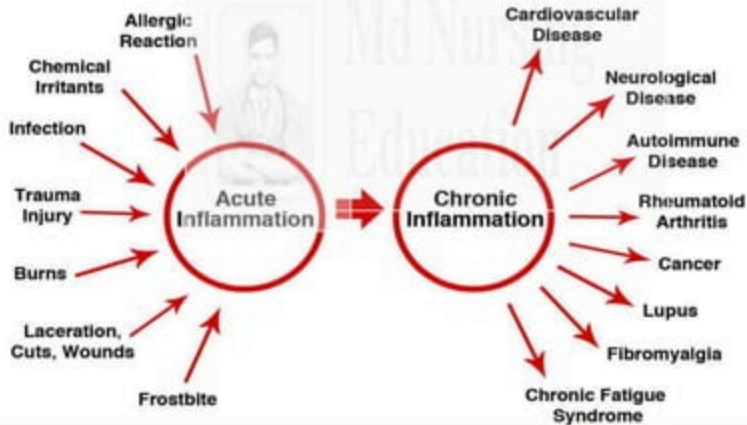 Md Nursing
Education
Allergic
Reaction
Chemical
Irritants
Infection
Trauma
Injury
Burns
Laceration,
Cuts, Wounds
Frostbite
Acute
Inflammation
Chronic
Inflammation
Cardiovascular
Disease
Neurological
Disease
Autoimmune
Disease
Rheumatoid
Arthritis
Cancer
Lupus
Fibromyalgia
Chronic Fatigue
Syndrome